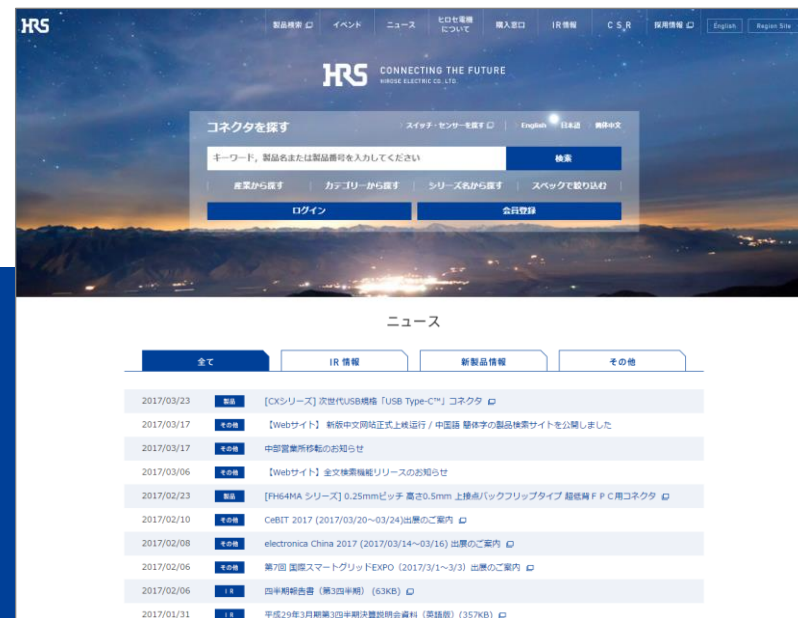 HRS
製品検索 イベント ニュース ヒロセ電機について 購入窓口 IR情報 CSR 採用情報 English Region Site
HRS CONNECTING THE FUTURE
HIROSE ELECTRIC CO., LTD.
コネクタを探す スイッチ・センサーを探す English 日本語 簡体中文
キーワード, 製品名または製品番号を入力してください 検索
産業から探す カテゴリーから探す シリーズ名から探す スペックで絞り込む
ログイン 会員登録
ニュース
全て IR 情報 新製品情報 その他
2017/03/23 製品 [CXシリーズ] 次世代USB規格「USB Type-C™」コネクタ
2017/03/17 その他 【Webサイト】 新版中文网站正式上线运行 / 中国語 簡体字の製品検索サイトを公開しました
2017/03/17 その他 中部営業所移転のお知らせ
2017/03/06 その他 【Webサイト】全文検索機能リリースのお知らせ
2017/02/23 製品 [FH64MA シリーズ] 0.25mmピッチ 高さ0.5mm 上接点バックフリップタイプ 超低背ＦＰＣ用コネクタ
2017/02/10 その他 CeBIT 2017 (2017/03/20～03/24)出展のご案内
2017/02/08 その他 electronica China 2017 (2017/03/14～03/16) 出展のご案内
2017/02/06 その他 第7回 国際スマートグリッドEXPO（2017/3/1～3/3）出展のご案内
2017/02/06 IR 四半期報告書（第3四半期） (63KB)
2017/01/31 IR 平成29年3月期第3四半期決算説明会資料（英語版）(357KB)